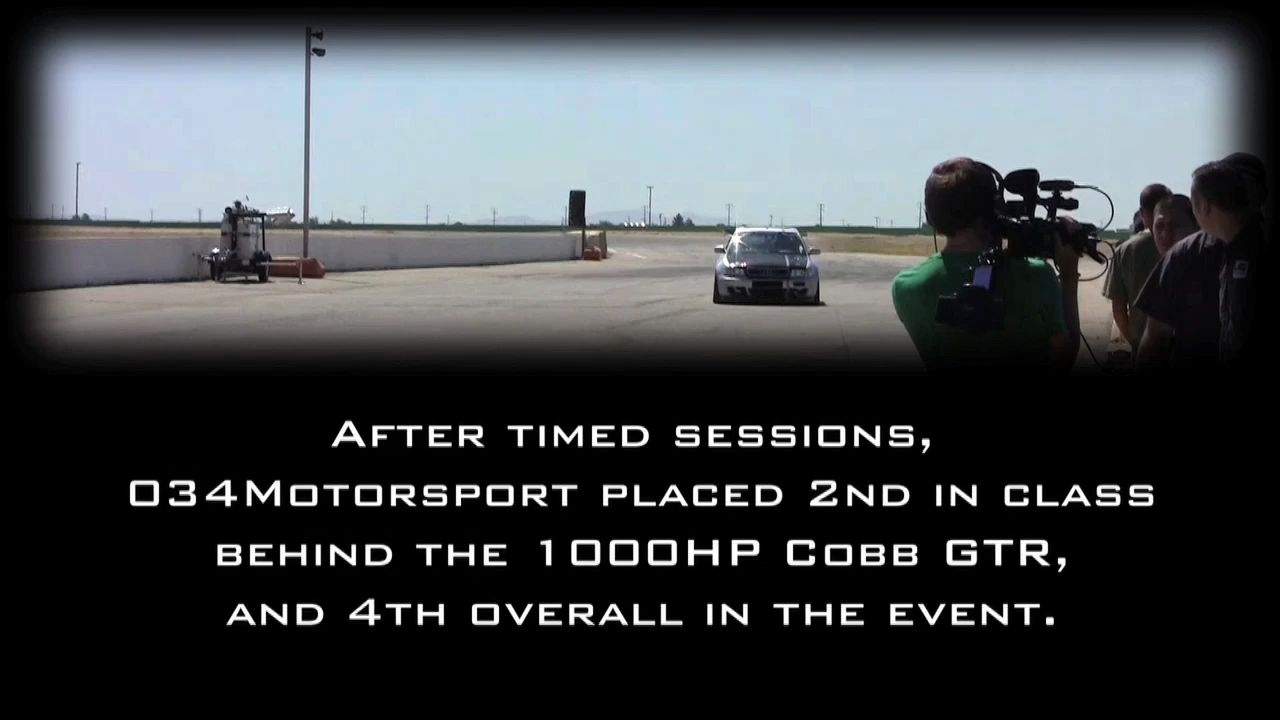 After timed sessions,
034Motorsport placed 2nd in class
behind the 1000HP Cobb GTR,
and 4th overall in the event.